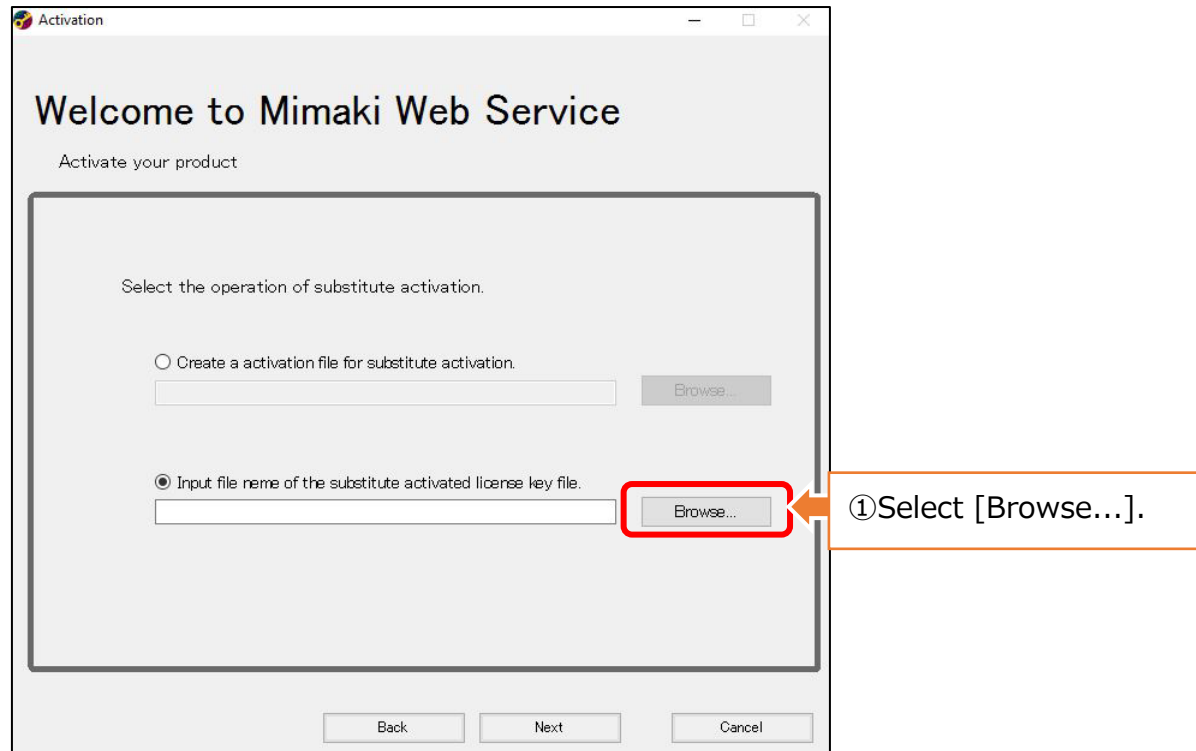 Activation
Welcome to Mimaki Web Service
Activate your product
Select the operation of substitute activation.
Create a activation file for substitute activation.
Browse...
Input file neme of the substitute activated license key file.
Browse...
①Select [Browse...].
Back
Next
Cancel